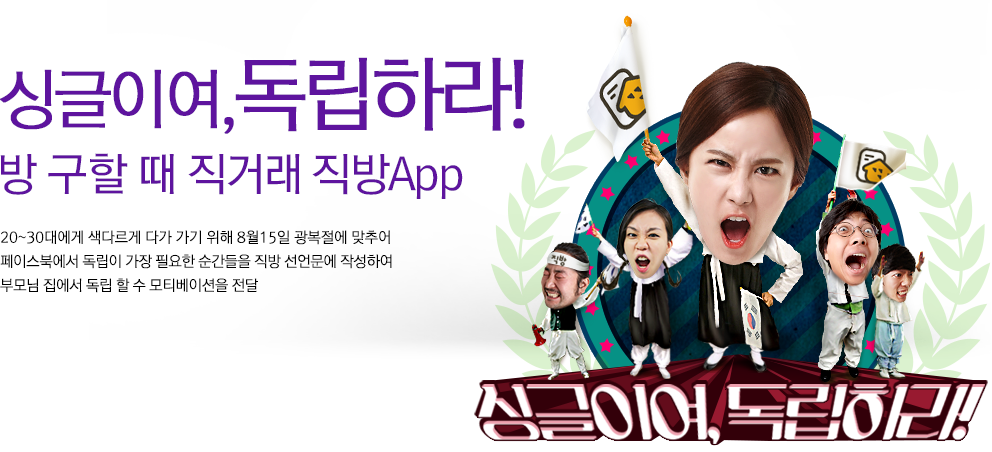 싱글이여,독립하라!
방 구할 때 직거래 직방App
20~30대에게 색다르게 다가 가기 위해 8월15일 광복절에 맞추어
페이스북에서 독립이 가장 필요한 순간들을 직방 선언문에 작성하여
부모님 집에서 독립 할 수 모티베이션을 전달
싱글이여,독립하라!